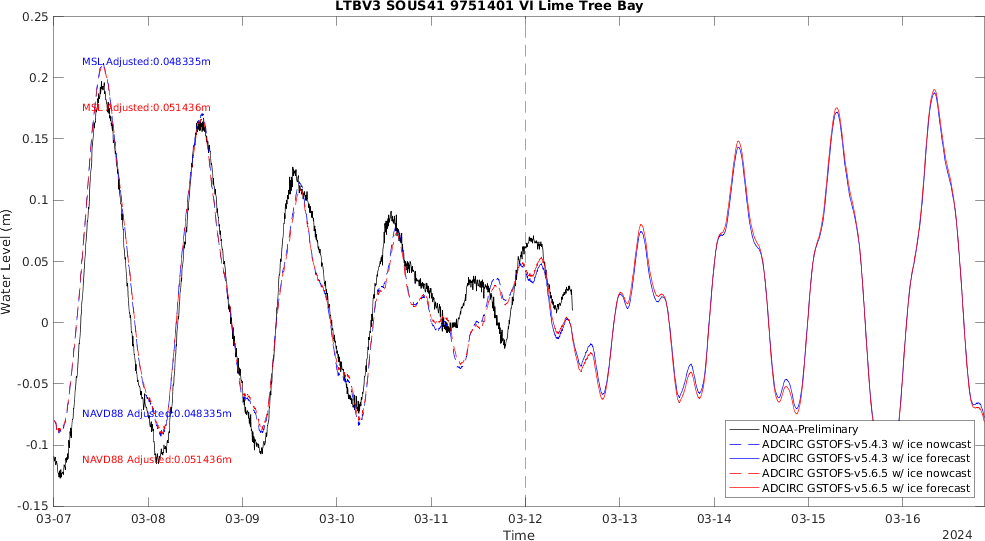 LTBV3 SOUS41 9751401 VI Lime Tree Bay
0.25
0.2
0.15
0.1
0.05
0
-0.05
-0.1
-0.15
Water Level (m)
MSL Adjusted:0.048335m
MSL Adjusted:0.051436m
NAVD88 Adjusted:0.048335m
NAVD88 Adjusted:0.051436m
NOAA-Preliminary
ADCIRC GSTOFS-v5.4.3 w/ ice nowcast
ADCIRC GSTOFS-v5.4.3 w/ ice forecast
ADCIRC GSTOFS-v5.6.5 w/ ice nowcast
ADCIRC GSTOFS-v5.6.5 w/ ice forecast
03-07 03-08 03-09 03-10 03-11 03-12 03-13 03-14 03-15 03-16
Time
2024